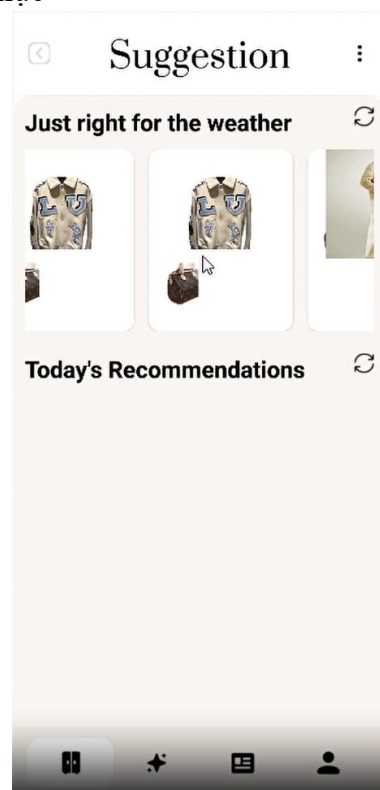 Suggestion
Just right for the weather
L U
L U
Today's Recommendations